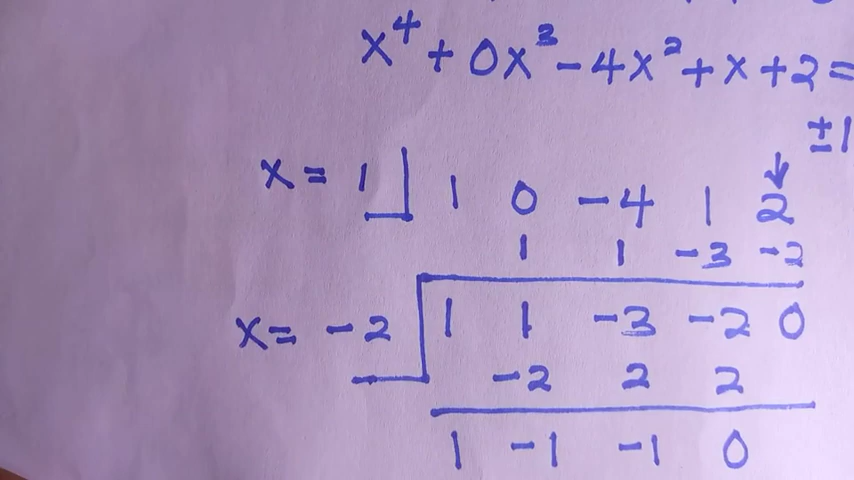 x⁴ + 0x³ - 4x² + x + 2 =
±1
x = 1 | 1 0 -4 1 2
1 1 -3 -2
x = -2 | 1 1 -3 -2 0
-2 2 2
1 -1 -1 0